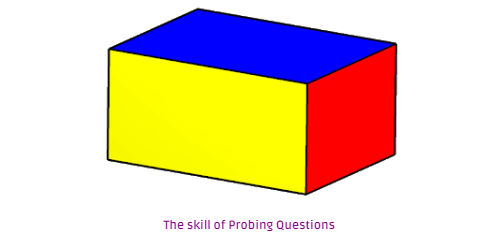 The skill of Probing Questions